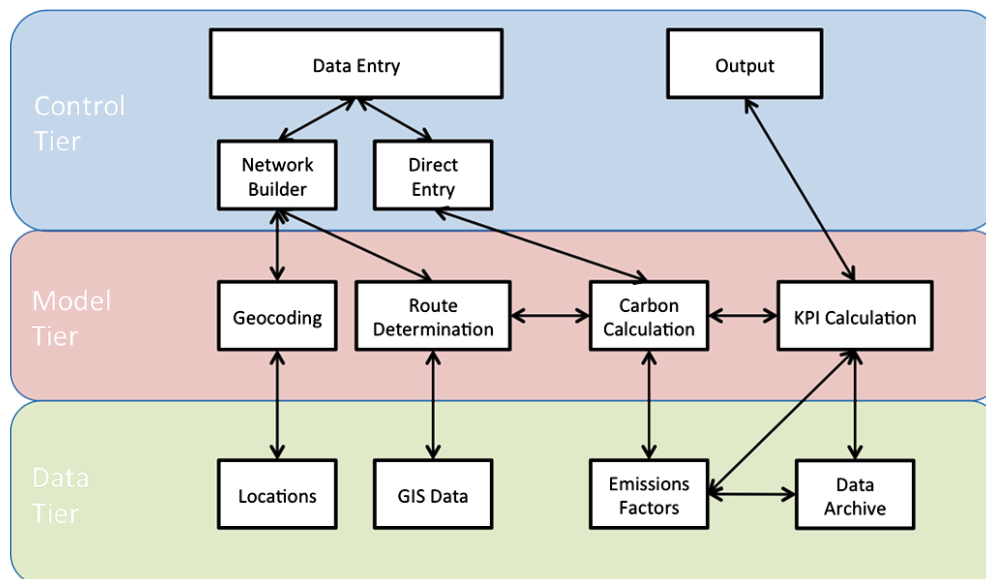 Data Entry
Output
Control
Tier
Network
Builder
Direct
Entry
Model
Tier
Geocoding
Route
Determination
Carbon
Calculation
KPI Calculation
Data
Tier
Locations
GIS Data
Emissions
Factors
Data
Archive